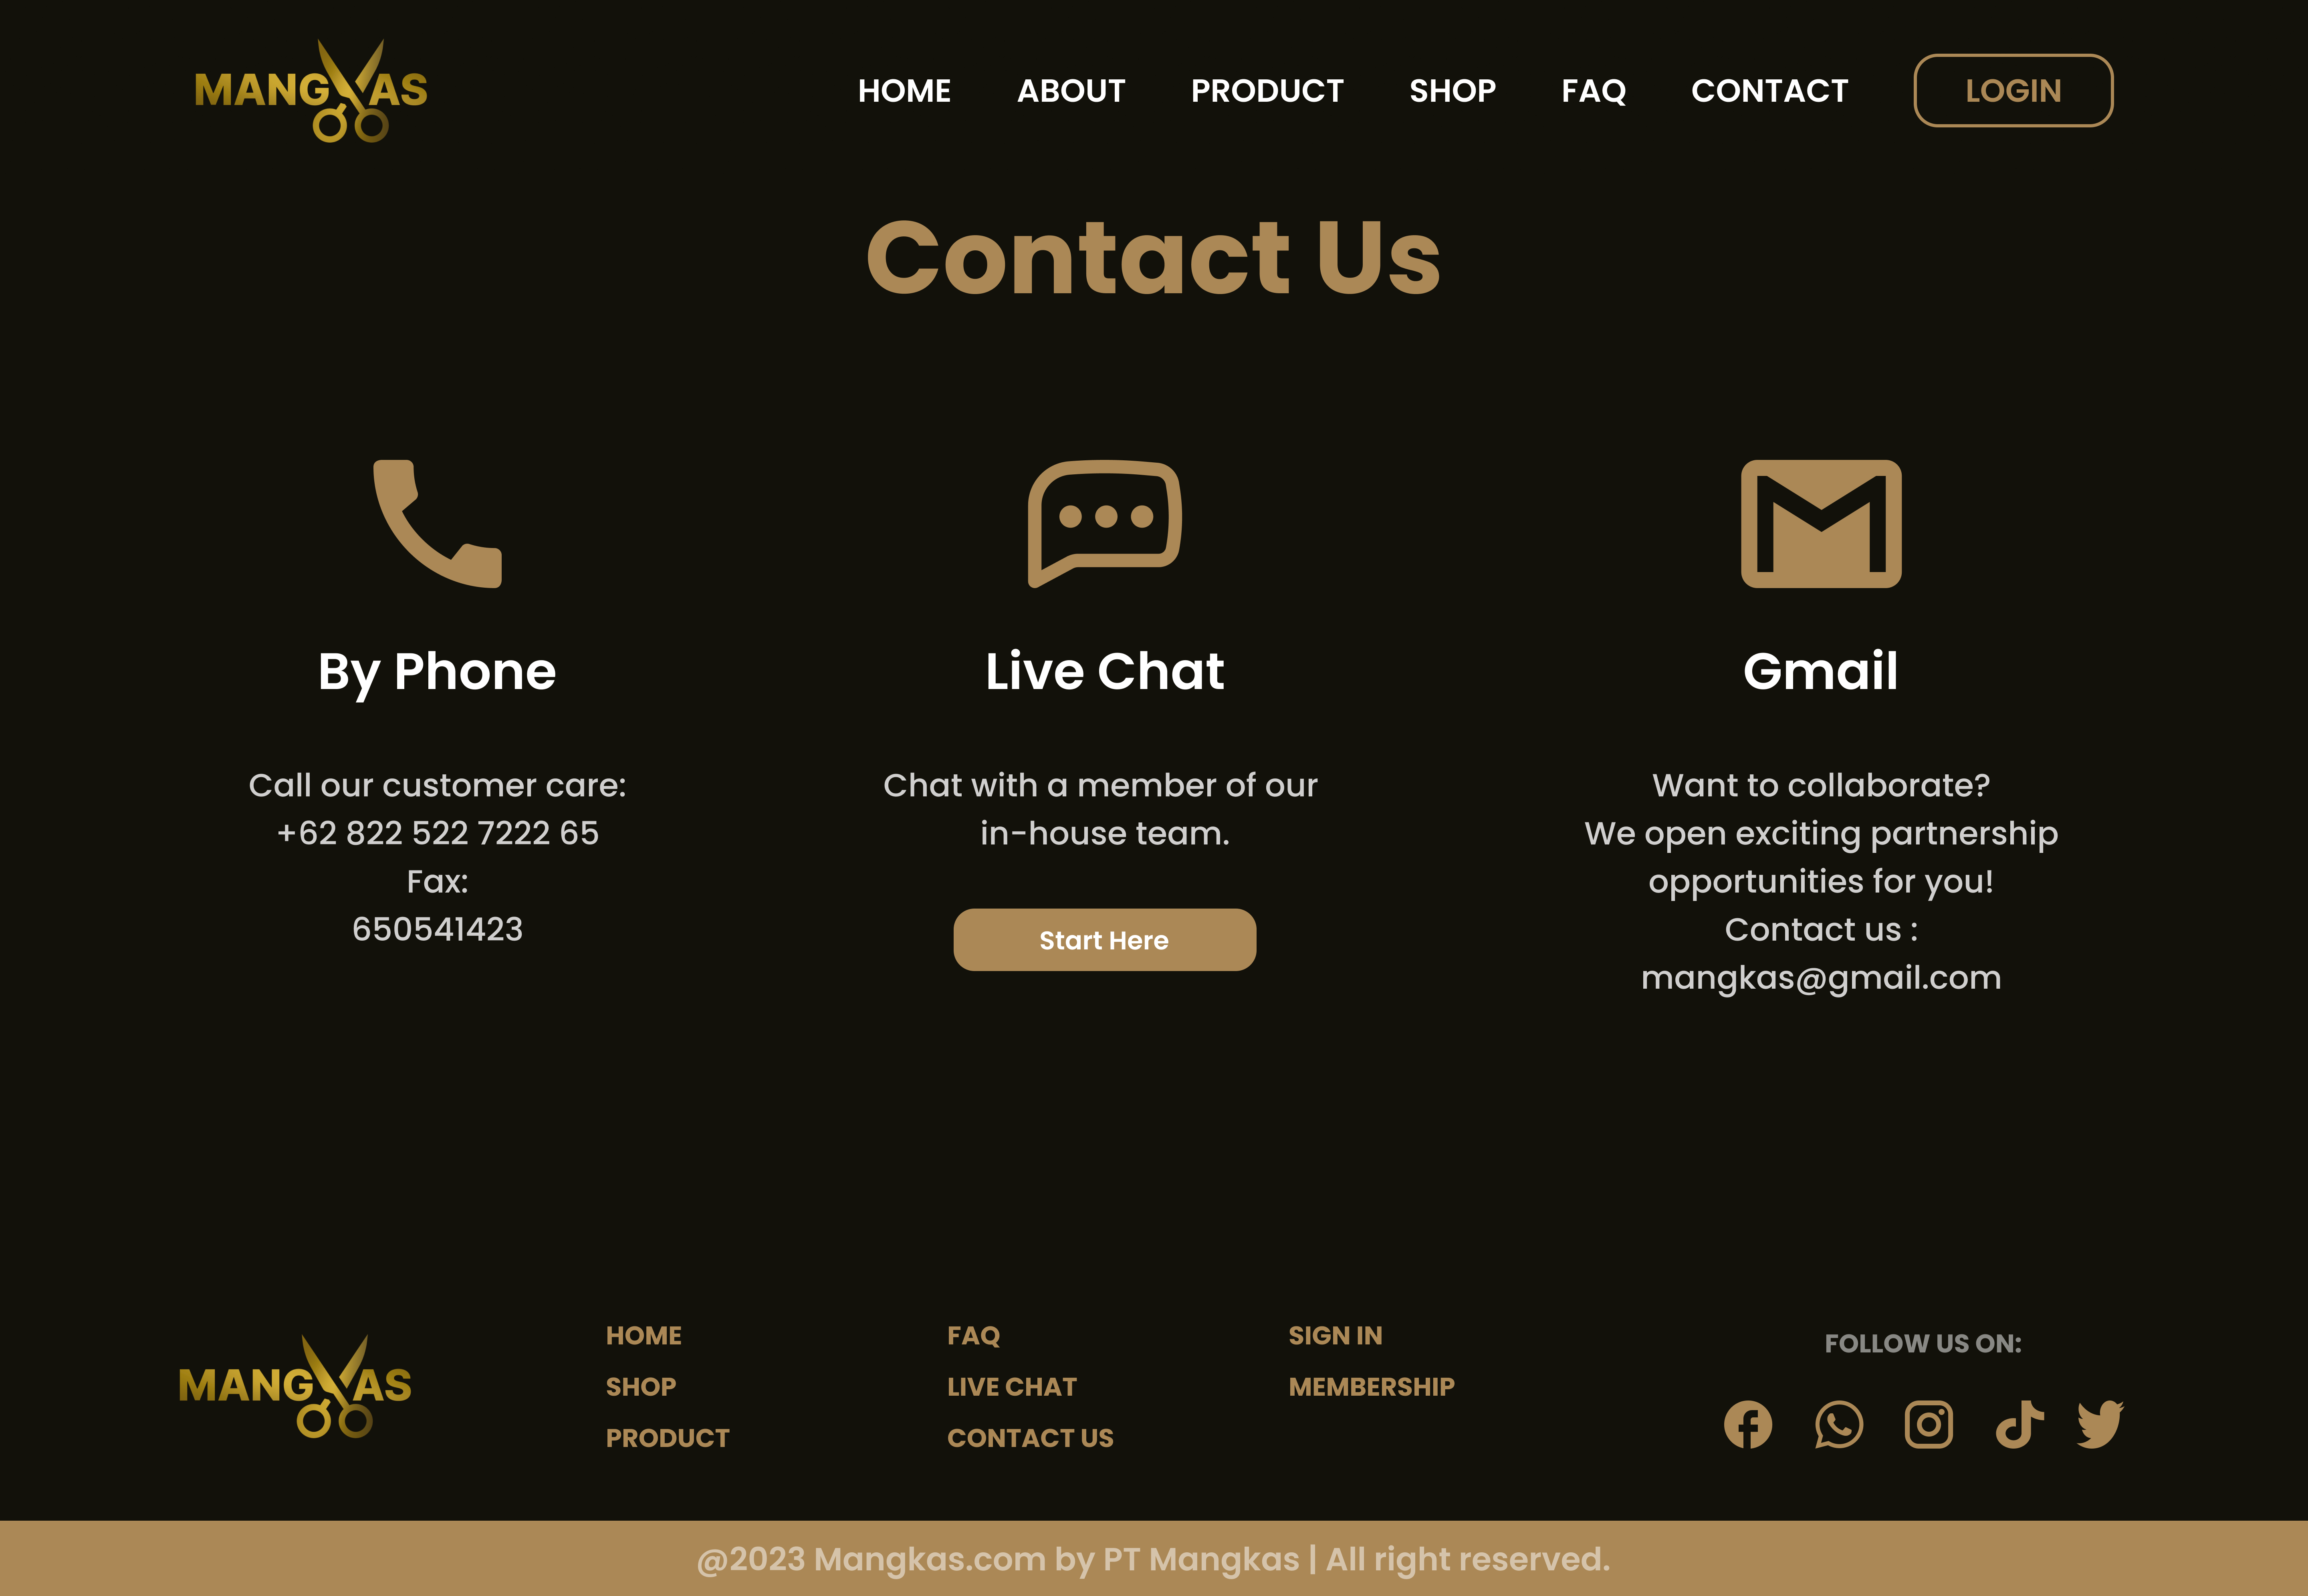 MANGKAS
HOME ABOUT PRODUCT SHOP FAQ CONTACT LOGIN
Contact Us
By Phone
Call our customer care:
+62 822 522 7222 65
Fax:
650541423
Live Chat
Chat with a member of our
in-house team.
Start Here
Gmail
Want to collaborate?
We open exciting partnership
opportunities for you!
Contact us :
mangkas@gmail.com
MANGKAS
HOME
SHOP
PRODUCT
FAQ
LIVE CHAT
CONTACT US
SIGN IN
MEMBERSHIP
FOLLOW US ON:
@2023 Mangkas.com by PT Mangkas | All right reserved.